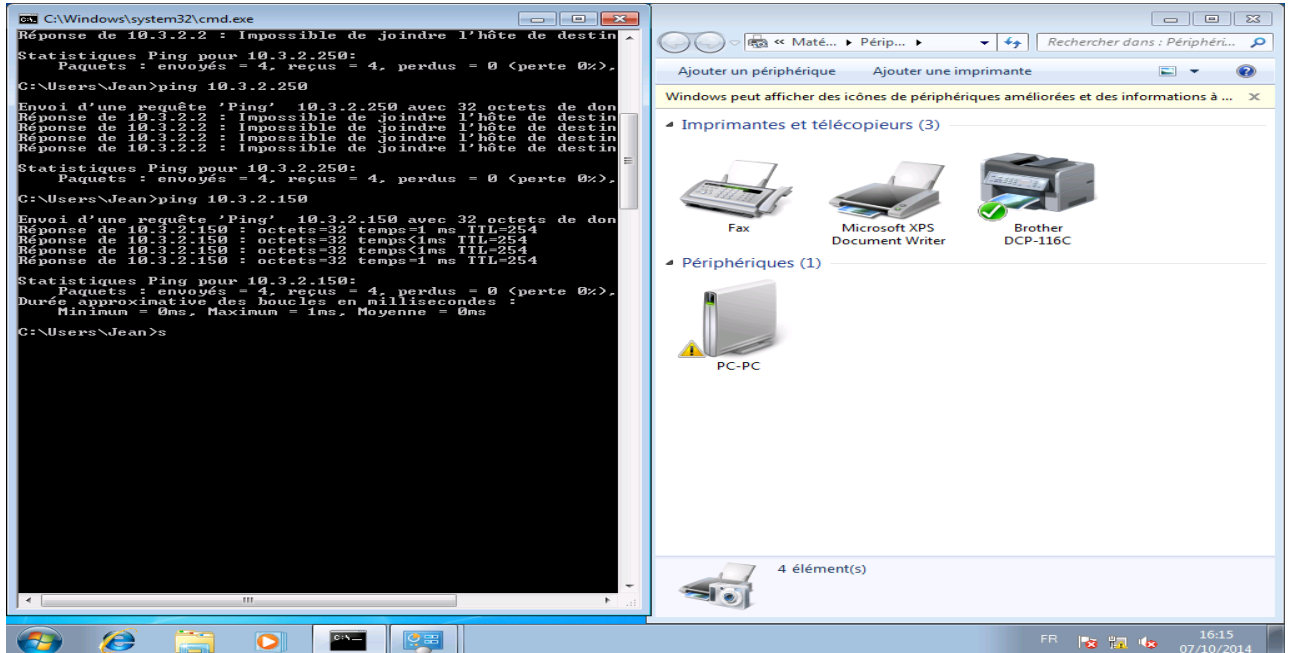 C:\Windows\system32\cmd.exe
Réponse de 10.3.2.2 : Impossible de joindre l'hôte de destin
Statistiques Ping pour 10.3.2.250:
Paquets : envoyés = 4, reçus = 4, perdus = 0 (perte 0%),
C:\Users\Jean>ping 10.3.2.250
Envoi d'une requête 'Ping' 10.3.2.250 avec 32 octets de don
Réponse de 10.3.2.2 : Impossible de joindre l'hôte de destin
Réponse de 10.3.2.2 : Impossible de joindre l'hôte de destin
Réponse de 10.3.2.2 : Impossible de joindre l'hôte de destin
Réponse de 10.3.2.2 : Impossible de joindre l'hôte de destin
Statistiques Ping pour 10.3.2.250:
Paquets : envoyés = 4, reçus = 4, perdus = 0 (perte 0%),
C:\Users\Jean>ping 10.3.2.150
Envoi d'une requête 'Ping' 10.3.2.150 avec 32 octets de don
Réponse de 10.3.2.150 : octets=32 temps=1 ms TTL=254
Réponse de 10.3.2.150 : octets=32 temps<1ms TTL=254
Réponse de 10.3.2.150 : octets=32 temps<1ms TTL=254
Réponse de 10.3.2.150 : octets=32 temps=1 ms TTL=254
Statistiques Ping pour 10.3.2.150:
Paquets : envoyés = 4, reçus = 4, perdus = 0 (perte 0%),
Durée approximative des boucles en millisecondes :
Minimum = 0ms, Maximum = 1ms, Moyenne = 0ms
C:\Users\Jean>s
« Maté... Périp...
Rechercher dans : Périphéri...
Ajouter un périphérique Ajouter une imprimante
Windows peut afficher des icônes de périphériques améliorées et des informations à ...
Imprimantes et télécopieurs (3)
Fax
Microsoft XPS
Document Writer
Brother
DCP-116C
Périphériques (1)
PC-PC
4 élément(s)
FR
16:15
07/10/2014